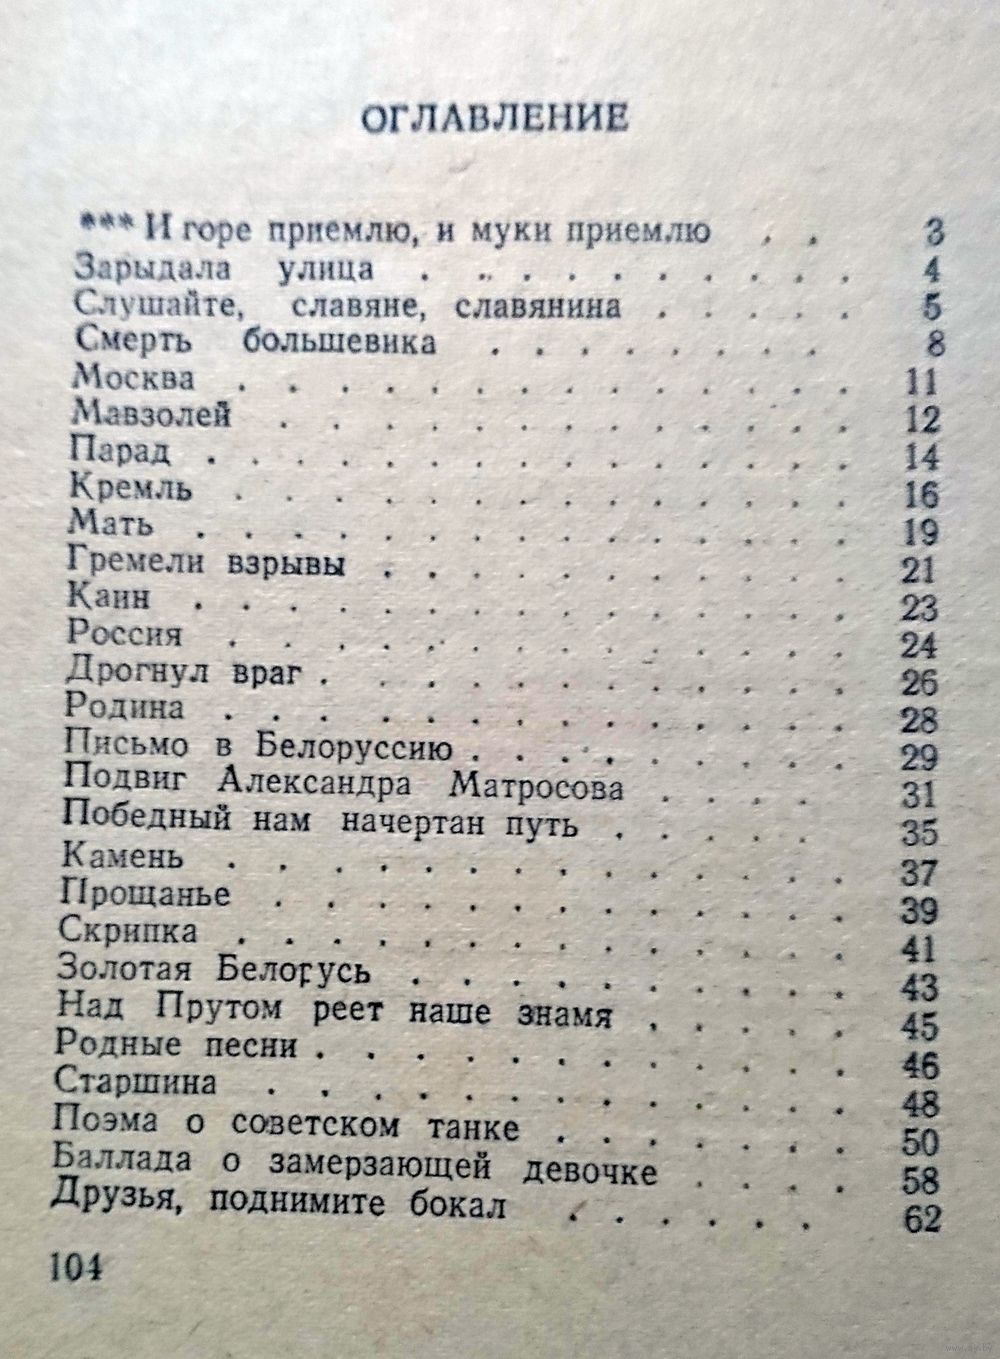 ОГЛАВЛЕНИЕ
*** И горе приемлю, и муки приемлю . . 3
Зарыдала улица . . . . . . . . . . 4
Слушайте, славяне, славянина . . . . . 5
Смерть большевика . . . . . . . . 8
Москва . . . . . . . . . . . . . 11
Мавзолей . . . . . . . . . . . . 12
Парад . . . . . . . . . . . . . . 14
Кремль . . . . . . . . . . . . . 16
Мать . . . . . . . . . . . . . . 19
Гремели взрывы . . . . . . . . . . 21
Каин . . . . . . . . . . . . . . 23
Россия . . . . . . . . . . . . . 24
Дрогнул враг . . . . . . . . . . . 26
Родина . . . . . . . . . . . . . 28
Письмо в Белоруссию . . . . . . . . 29
Подвиг Александра Матросова . . . . 31
Победный нам начертан путь . . . . . 35
Камень . . . . . . . . . . . . . 37
Прощанье . . . . . . . . . . . . 39
Скрипка . . . . . . . . . . . . . 41
Золотая Белорусь . . . . . . . . . . 43
Над Прутом реет наше знамя . . . . . 45
Родные песни . . . . . . . . . . . . 46
Старшина . . . . . . . . . . . . 48
Поэма о советском танке . . . . . . . 50
Баллада о замерзающей девочке . . . . 58
Друзья, поднимите бокал . . . . . . 62
104